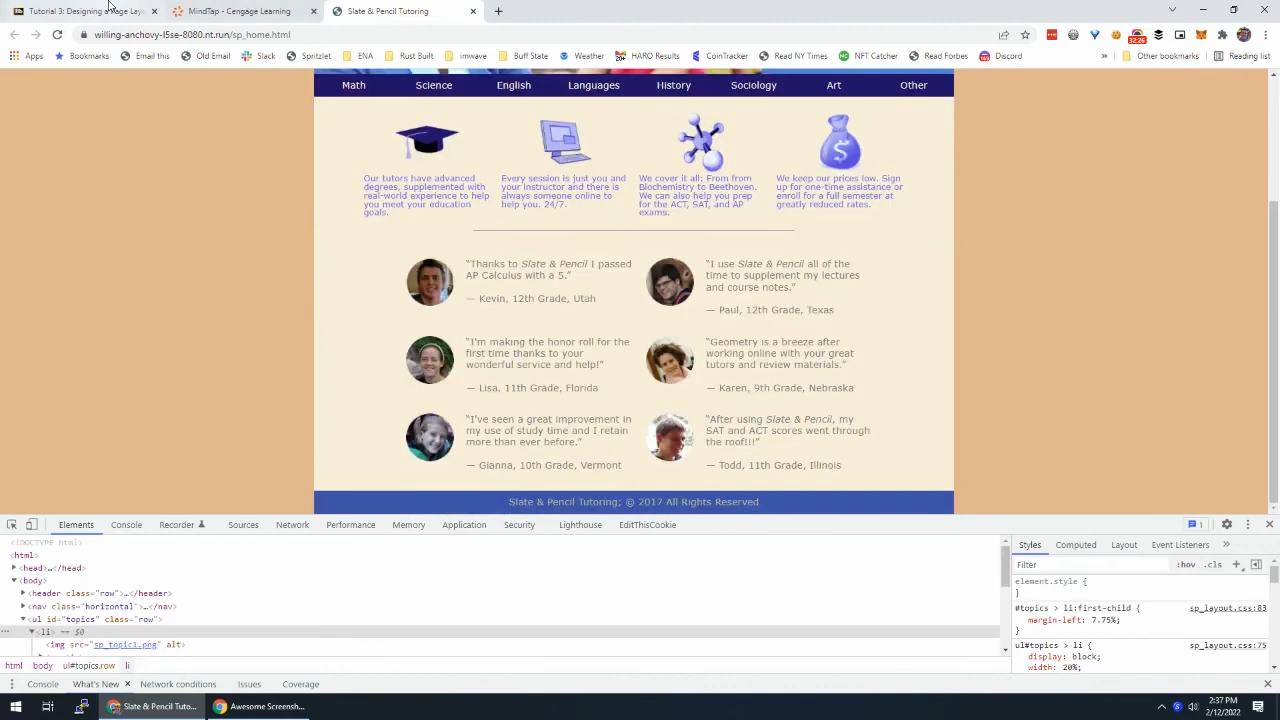 Tutorial 3: Designing a Page Layo
MindTap - Cengage Learning
Slate And Pencil Tutoring
willing-anchovy-l5se-8080.nt.run/sp_home.html
32:26
Apps
Bookmarks
Email this
Old Email
Slack
Spritzlet
ENA
Rust Built
imwave
Buff State
Weather
HARO Results
CoinTracker
Read NY Times
NFT Catcher
Read Forbes
Discord
»
Other bookmarks
Reading list
Math Science English Languages History Sociology Art Other
Our tutors have advanced
degrees, supplemented with
real-world experience to help
you meet your education
goals.
Every session is just you and
your instructor and there is
always someone online to
help you. 24/7.
We cover it all: From from
Biochemistry to Beethoven.
We can also help you prep
for the ACT, SAT, and AP
exams.
We keep our prices low. Sign
up for one-time assistance or
enroll for a full semester at
greatly reduced rates.
“Thanks to Slate & Pencil I passed
AP Calculus with a 5.”
— Kevin, 12th Grade, Utah
“I use Slate & Pencil all of the
time to supplement my lectures
and course notes.”
— Paul, 12th Grade, Texas
“I'm making the honor roll for the
first time thanks to your
wonderful service and help!”
— Lisa, 11th Grade, Florida
“Geometry is a breeze after
working online with your great
tutors and review materials.”
— Karen, 9th Grade, Nebraska
“I've seen a great improvement in
my use of study time and I retain
more than ever before.”
— Gianna, 10th Grade, Vermont
“After using Slate & Pencil, my
SAT and ACT scores went through
the roof!!!”
— Todd, 11th Grade, Illinois
Slate & Pencil Tutoring; © 2017 All Rights Reserved
Elements Console Recorder Sources Network Performance Memory Application Security Lighthouse EditThisCookie 1
<!DOCTYPE html>
<html>
<head>…</head>
<body>
<header class="row">…</header>
<nav class="horizontal">…</nav>
<ul id="topics" class="row">
<li> == $0
<img src="sp_topic1.png" alt>
html body ul#topics.row li
Styles Computed Layout Event Listeners »
Filter :hov .cls +
element.style {
}
#topics > li:first-child { sp_layout.css:83
margin-left: 7.75%;
}
ul#topics > li { sp_layout.css:75
display: block;
width: 20%;
Console What's New Network conditions Issues Coverage
Slate & Pencil Tuto...
Awesome Screensh...
2:37 PM
2/12/2022